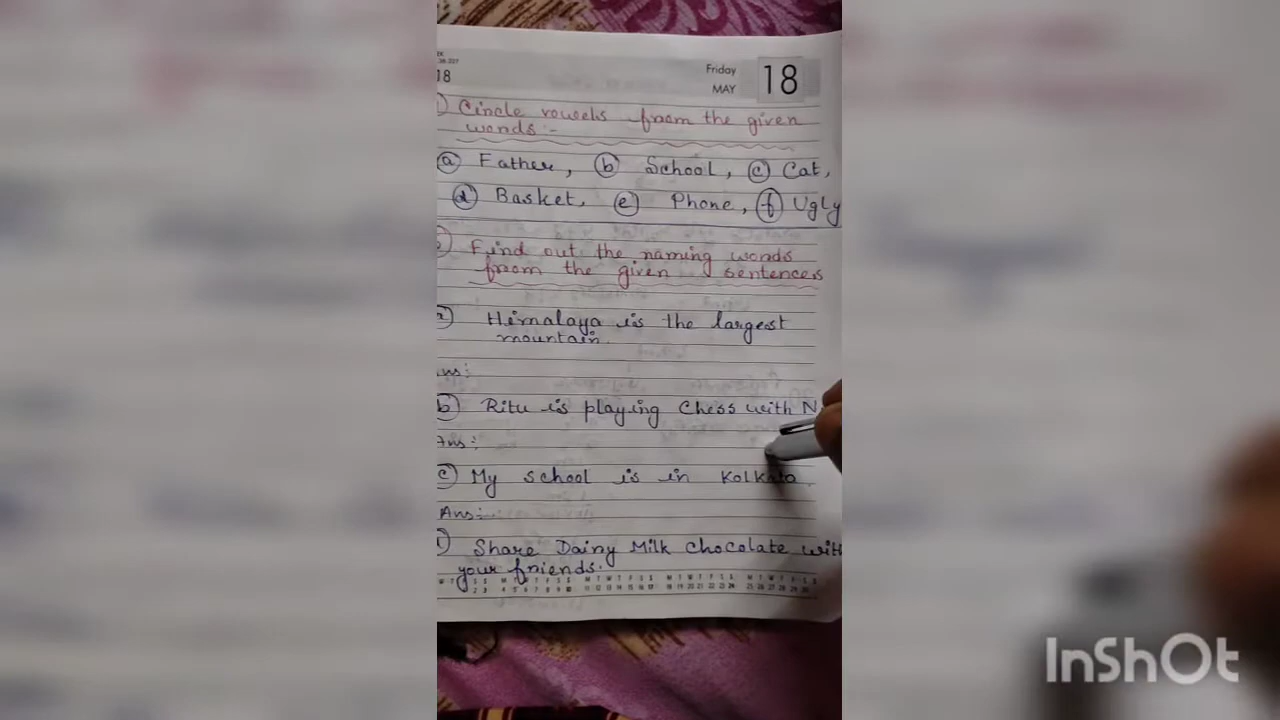 18
Friday
MAY
18
Circle vowels from the given
words :-
a Father, b School, c Cat,
d Basket, e Phone, f Ugly
Find out the naming words
from the given sentences
Himalaya is the largest
mountain.
Ans:
b) Ritu is playing Chess with N
Ans:
c) My school is in Kolkata.
Ans:
Share Dairy Milk chocolate with
your friends.
InShOt